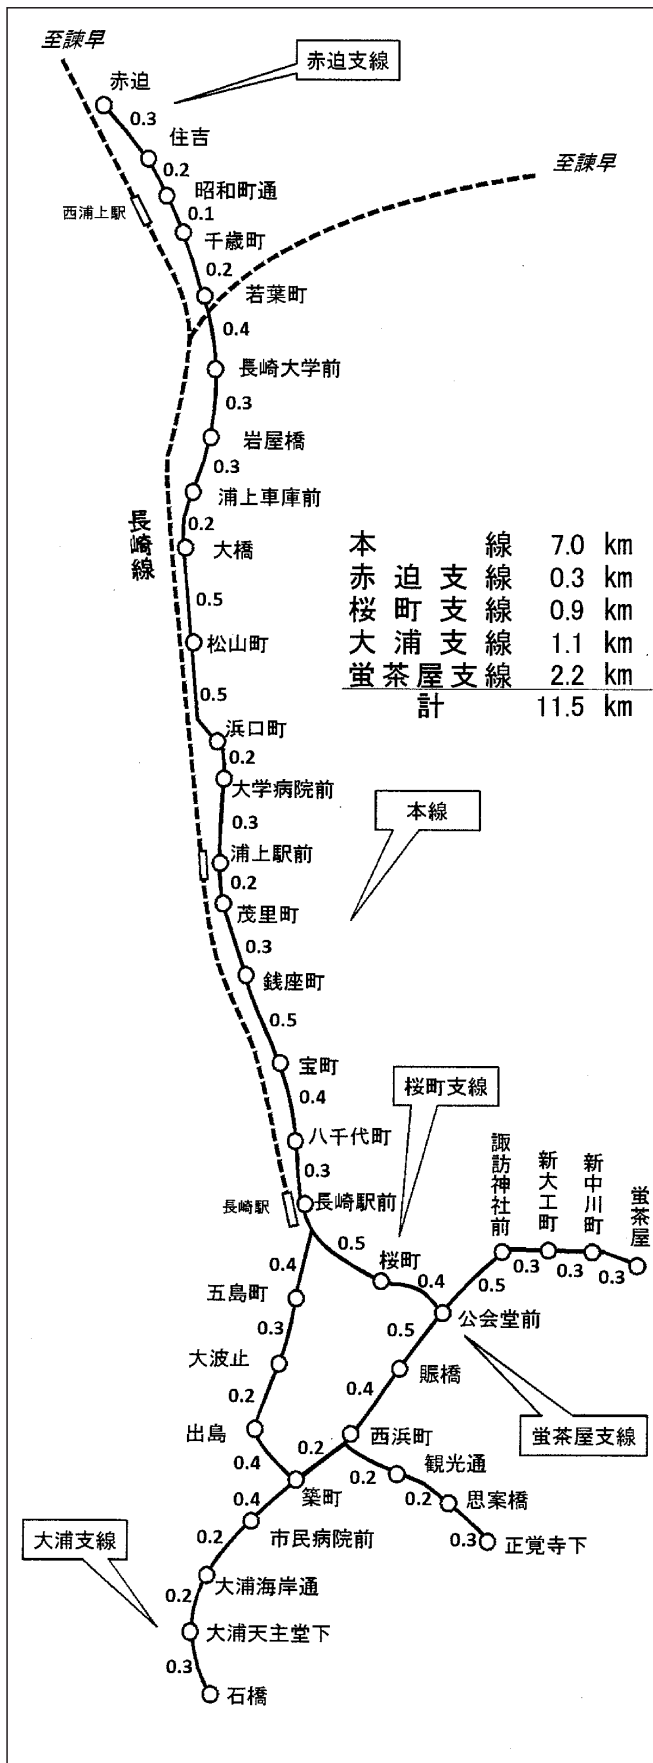 至諫早
赤迫支線
赤迫
0.3
住吉
0.2
至諫早
昭和町通
西浦上駅
0.1
千歳町
0.2
若葉町
0.4
長崎大学前
0.3
岩屋橋
0.3
浦上車庫前
0.2
長崎線
大橋
本線 7.0 km
赤迫支線 0.3 km
桜町支線 0.9 km
大浦支線 1.1 km
蛍茶屋支線 2.2 km
計 11.5 km
0.5
松山町
0.5
浜口町
0.2
大学病院前
本線
0.3
浦上駅前
0.2
茂里町
0.3
銭座町
0.5
宝町
桜町支線
0.4
八千代町
0.3
長崎駅
長崎駅前
諏訪神社前
新大工町
新中川町
蛍茶屋
0.5
桜町
0.4
0.5
0.3
0.3
0.3
公会堂前
0.4
五島町
0.3
0.5
大波止
賑橋
0.2
0.4
蛍茶屋支線
出島
西浜町
0.4
0.2
築町
0.2
観光通
0.2
思案橋
0.3
正覚寺下
0.4
市民病院前
大浦支線
0.2
大浦海岸通
0.2
大浦天主堂下
0.3
石橋